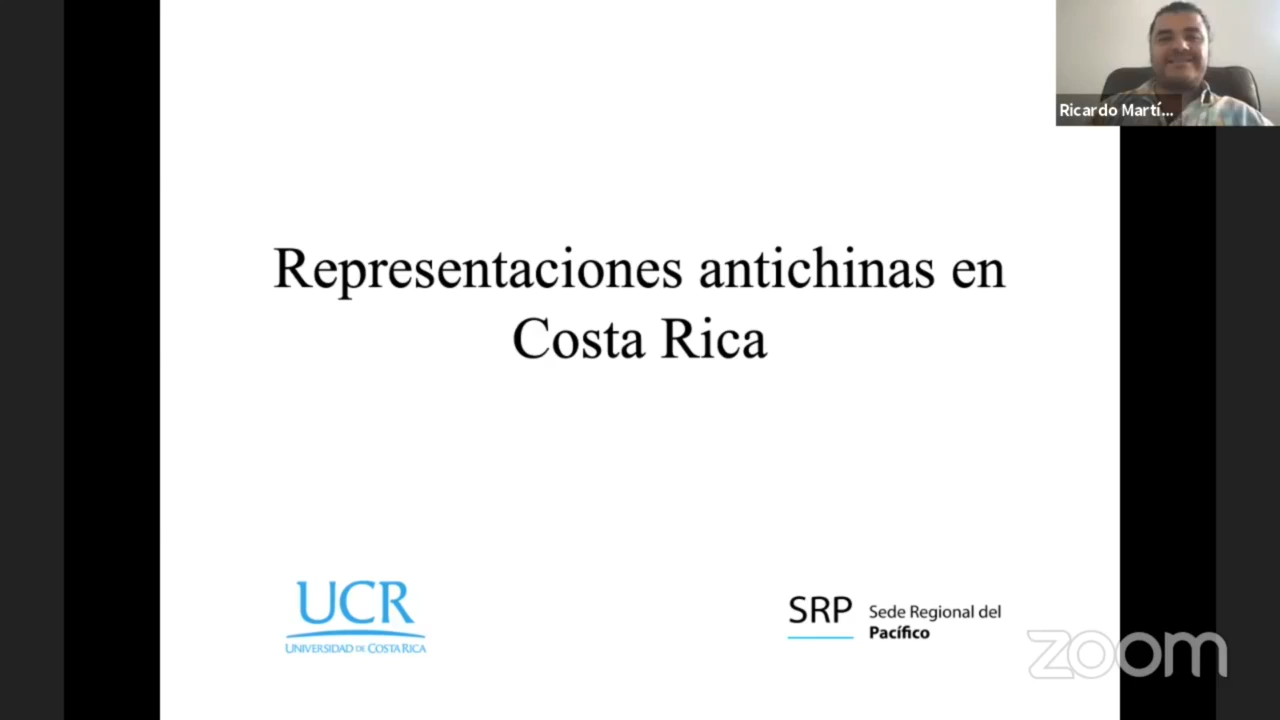 Ricardo Martí...
Representaciones antichinas en
Costa Rica
UCR
UNIVERSIDAD DE COSTA RICA
SRP
Sede Regional del
Pacífico
zoom